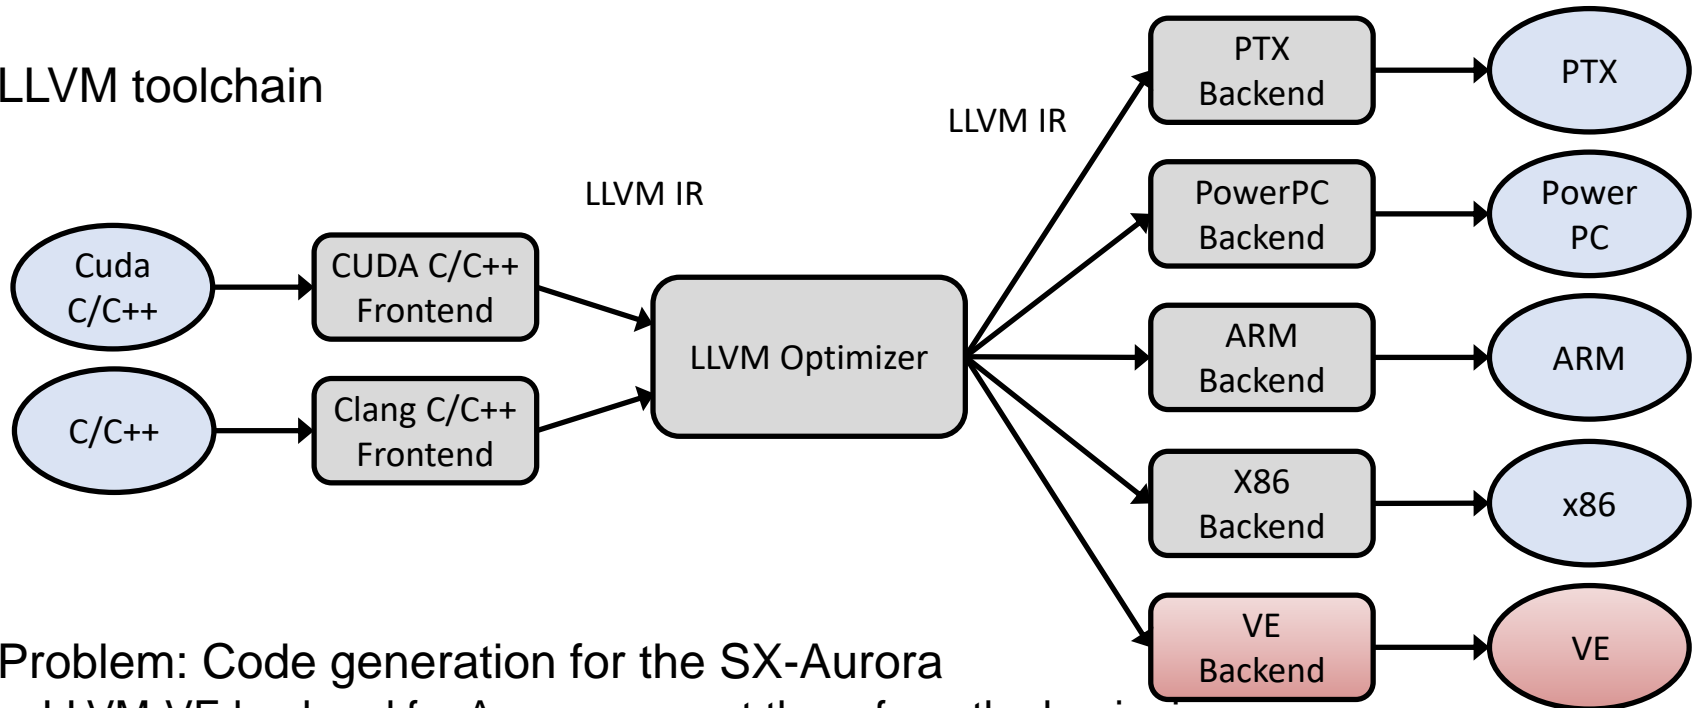 LLVM toolchain
LLVM IR
LLVM IR
Cuda
C/C++
CUDA C/C++
Frontend
C/C++
Clang C/C++
Frontend
LLVM Optimizer
PTX
Backend
PTX
PowerPC
Backend
Power
PC
ARM
Backend
ARM
X86
Backend
x86
VE
Backend
VE
Problem: Code generation for the SX-Aurora